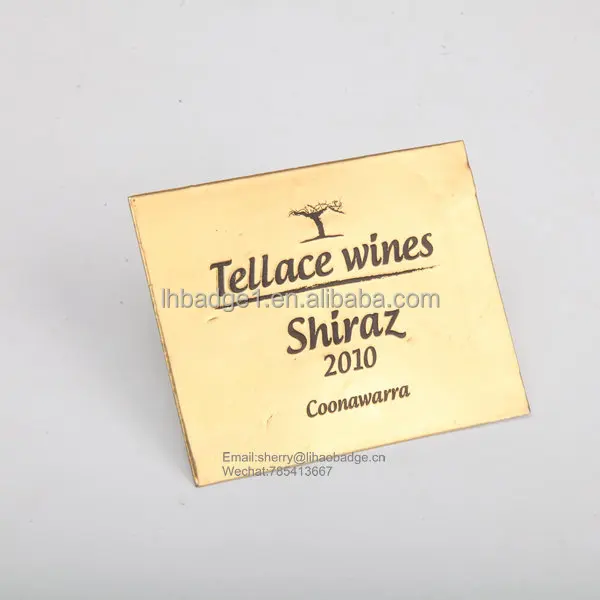 Tellace wines
lhbadge1.en.alibaba.com
Shiraz
2010
Coonawarra
Email:sherry@lihaobadge.cn
Wechat:785413667